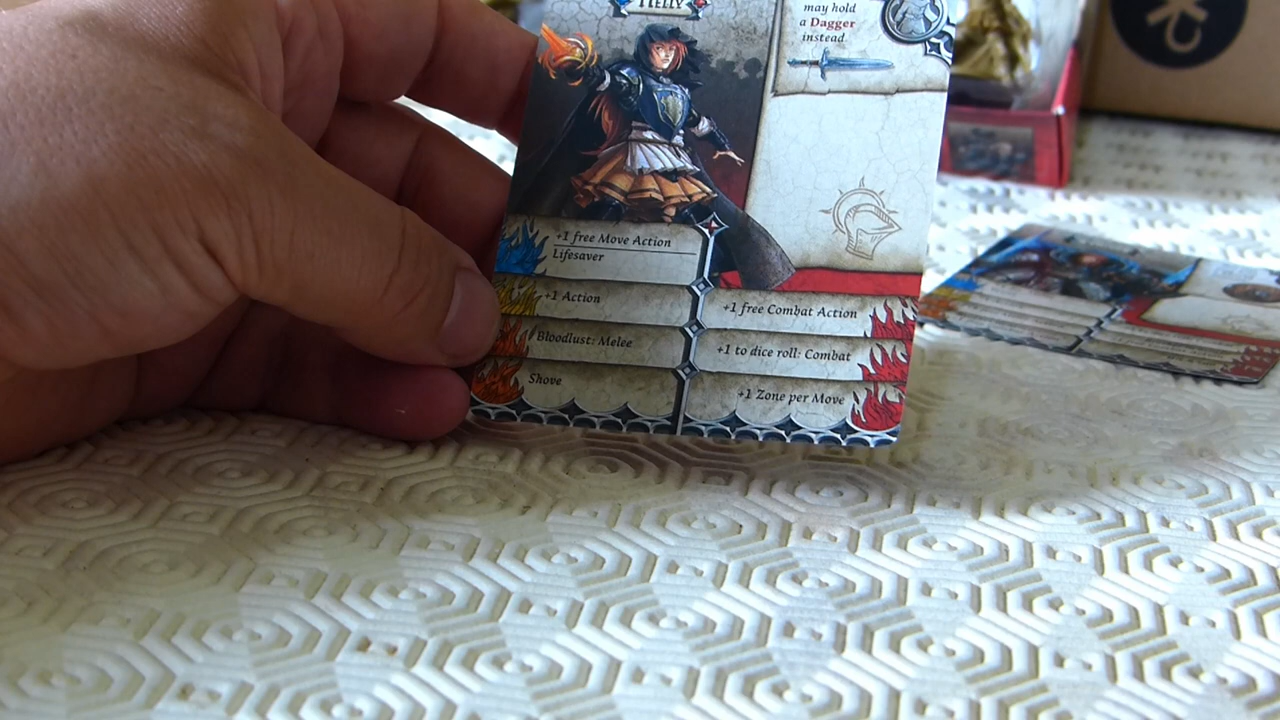 Nelly
may hold
a Dagger
instead.
+1 free Move Action
Lifesaver
+1 Action
Bloodlust: Melee
Shove
+1 free Combat Action
+1 to dice roll: Combat
+1 Zone per Move